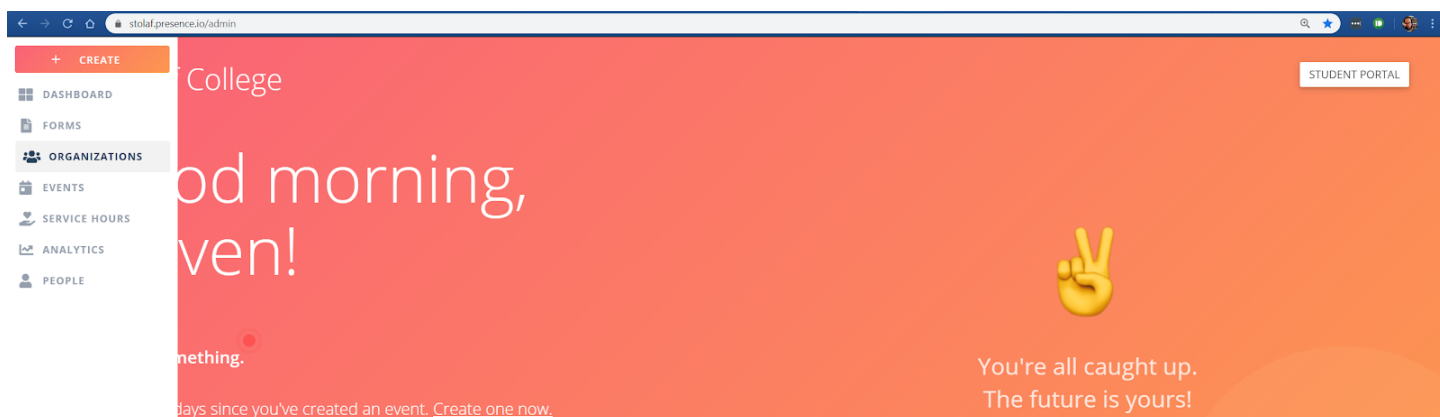 stolaf.presence.io/admin
+ CREATE
DASHBOARD
FORMS
ORGANIZATIONS
EVENTS
SERVICE HOURS
ANALYTICS
PEOPLE
College
STUDENT PORTAL
od morning,
ven!
mething.
days since you've created an event. Create one now.
You're all caught up.
The future is yours!